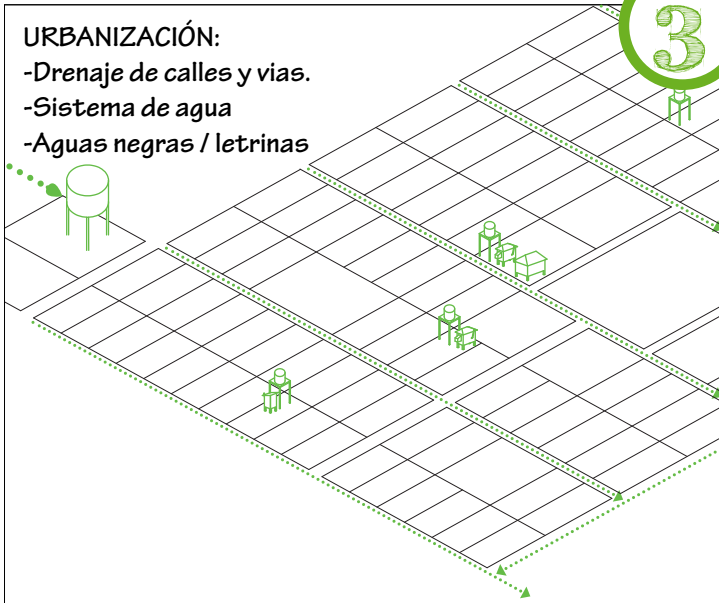 URBANIZACIÓN:
-Drenaje de calles y vias.
-Sistema de agua
-Aguas negras / letrinas
3